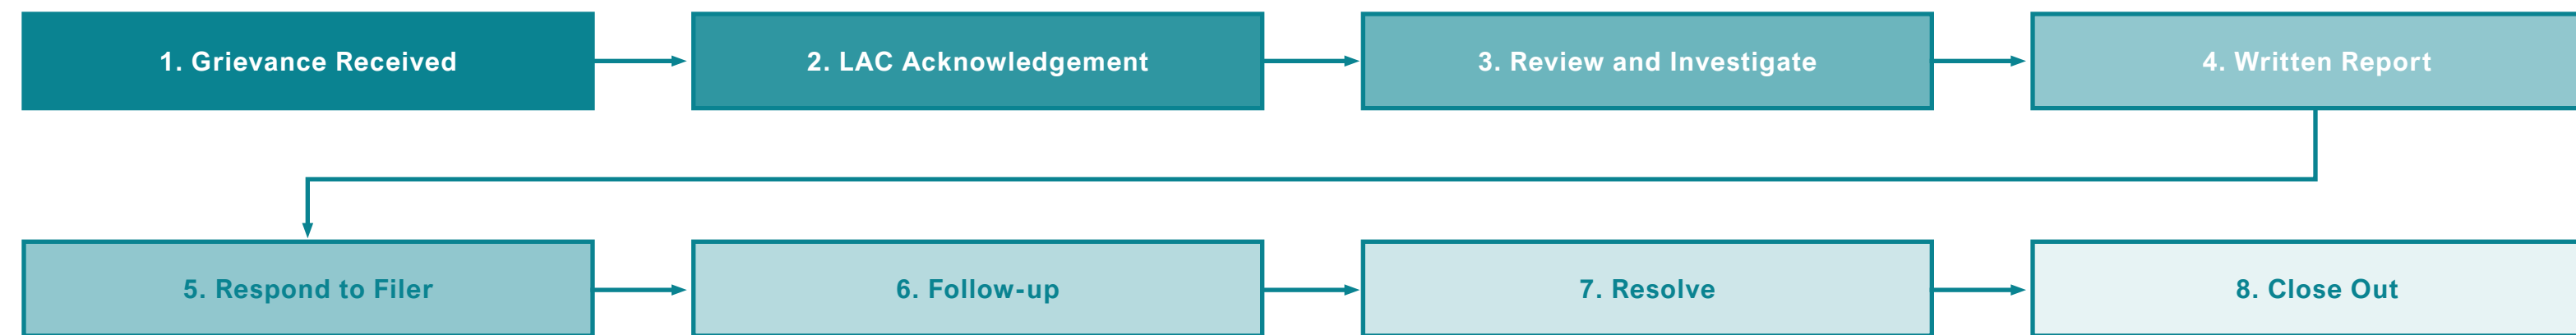 1. Grievance Received
2. LAC Acknowledgement
3. Review and Investigate
4. Written Report
5. Respond to Filer
6. Follow-up
7. Resolve
8. Close Out